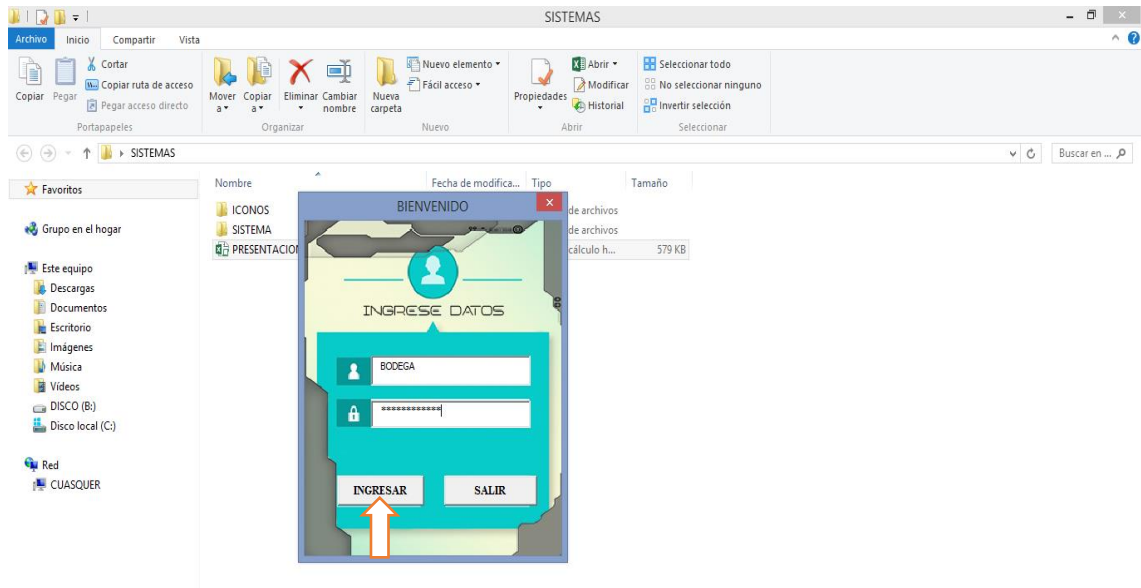 SISTEMAS
Archivo Inicio Compartir Vista
Copiar
Pegar
Cortar
Copiar ruta de acceso
Pegar acceso directo
Portapapeles
Mover a
Copiar a
Eliminar
Cambiar nombre
Organizar
Nueva carpeta
Nuevo elemento
Fácil acceso
Nuevo
Propiedades
Abrir
Modificar
Historial
Abrir
Seleccionar todo
No seleccionar ninguno
Invertir selección
Seleccionar
SISTEMAS
Buscar en ...
Favoritos
Grupo en el hogar
Este equipo
Descargas
Documentos
Escritorio
Imágenes
Música
Vídeos
DISCO (B:)
Disco local (C:)
Red
CUASQUER
Nombre Fecha de modifica... Tipo Tamaño
ICONOS de archivos
SISTEMA de archivos
PRESENTACION cálculo h... 579 KB
BIENVENIDO
INGRESE DATOS
BODEGA
************
INGRESAR SALIR